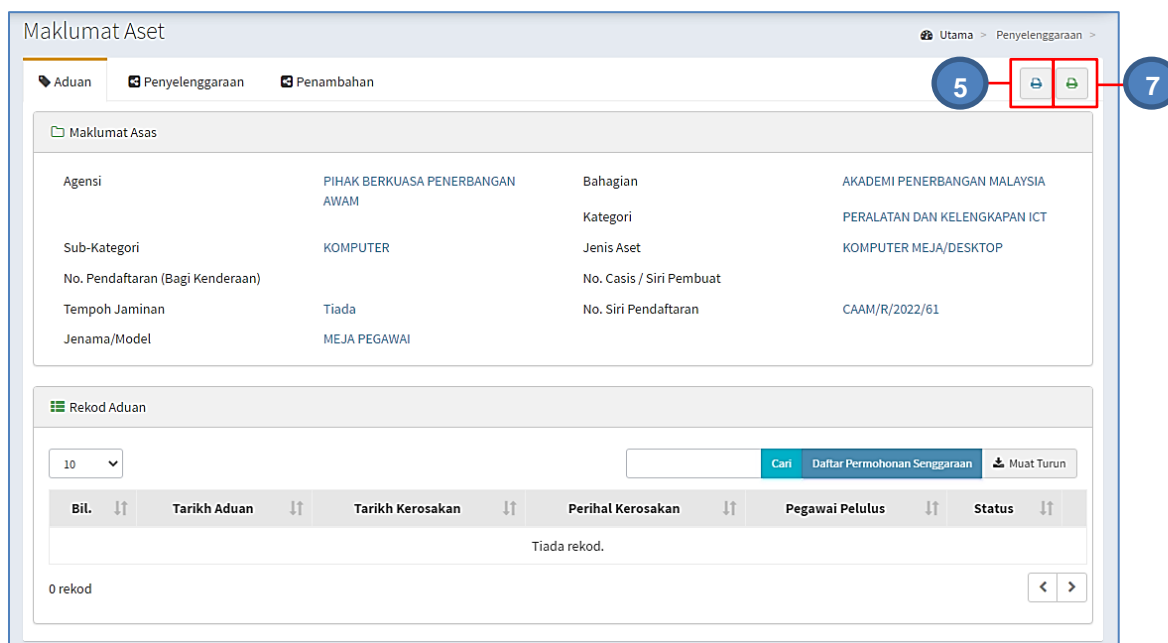 Maklumat Aset
Utama > Penyelenggaraan >
Aduan Penyelenggaraan Penambahan
5
7
Maklumat Asas
Agensi PIHAK BERKUASA PENERBANGAN AWAM Bahagian AKADEMI PENERBANGAN MALAYSIA
Kategori PERALATAN DAN KELENGKAPAN ICT
Sub-Kategori KOMPUTER Jenis Aset KOMPUTER MEJA/DESKTOP
No. Pendaftaran (Bagi Kenderaan) No. Casis / Siri Pembuat
Tempoh Jaminan Tiada No. Siri Pendaftaran CAAM/R/2022/61
Jenama/Model MEJA PEGAWAI
Rekod Aduan
10 Cari Daftar Permohonan Senggaraan Muat Turun
Bil. Tarikh Aduan Tarikh Kerosakan Perihal Kerosakan Pegawai Pelulus Status
Tiada rekod.
0 rekod